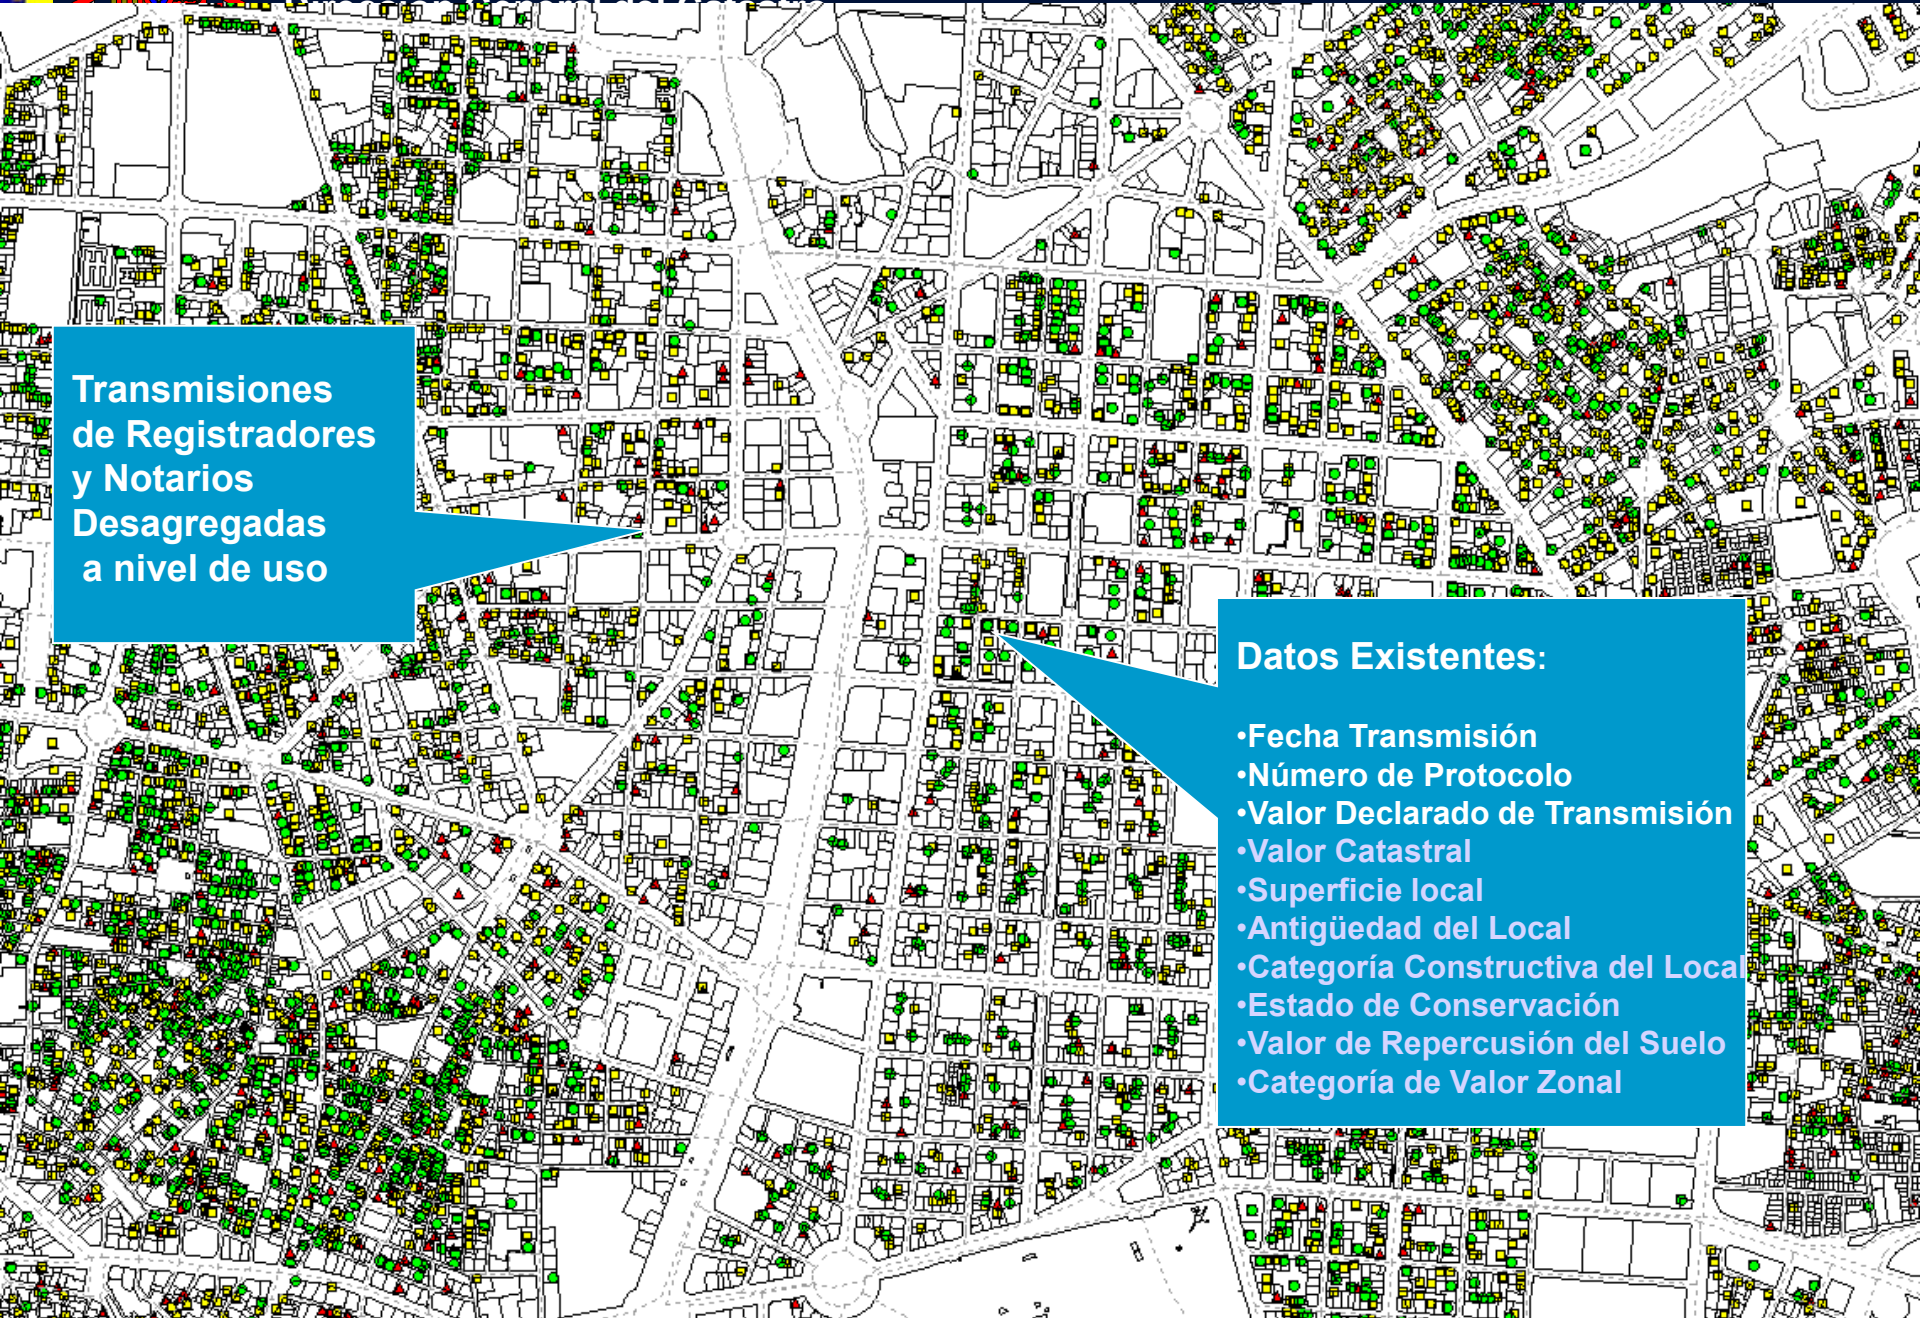 Transmisiones
de Registradores
y Notarios
Desagregadas
a nivel de uso
Datos Existentes:
•Fecha Transmisión
•Número de Protocolo
•Valor Declarado de Transmisión
•Valor Catastral
•Superficie local
•Antigüedad del Local
•Categoría Constructiva del Local
•Estado de Conservación
•Valor de Repercusión del Suelo
•Categoría de Valor Zonal